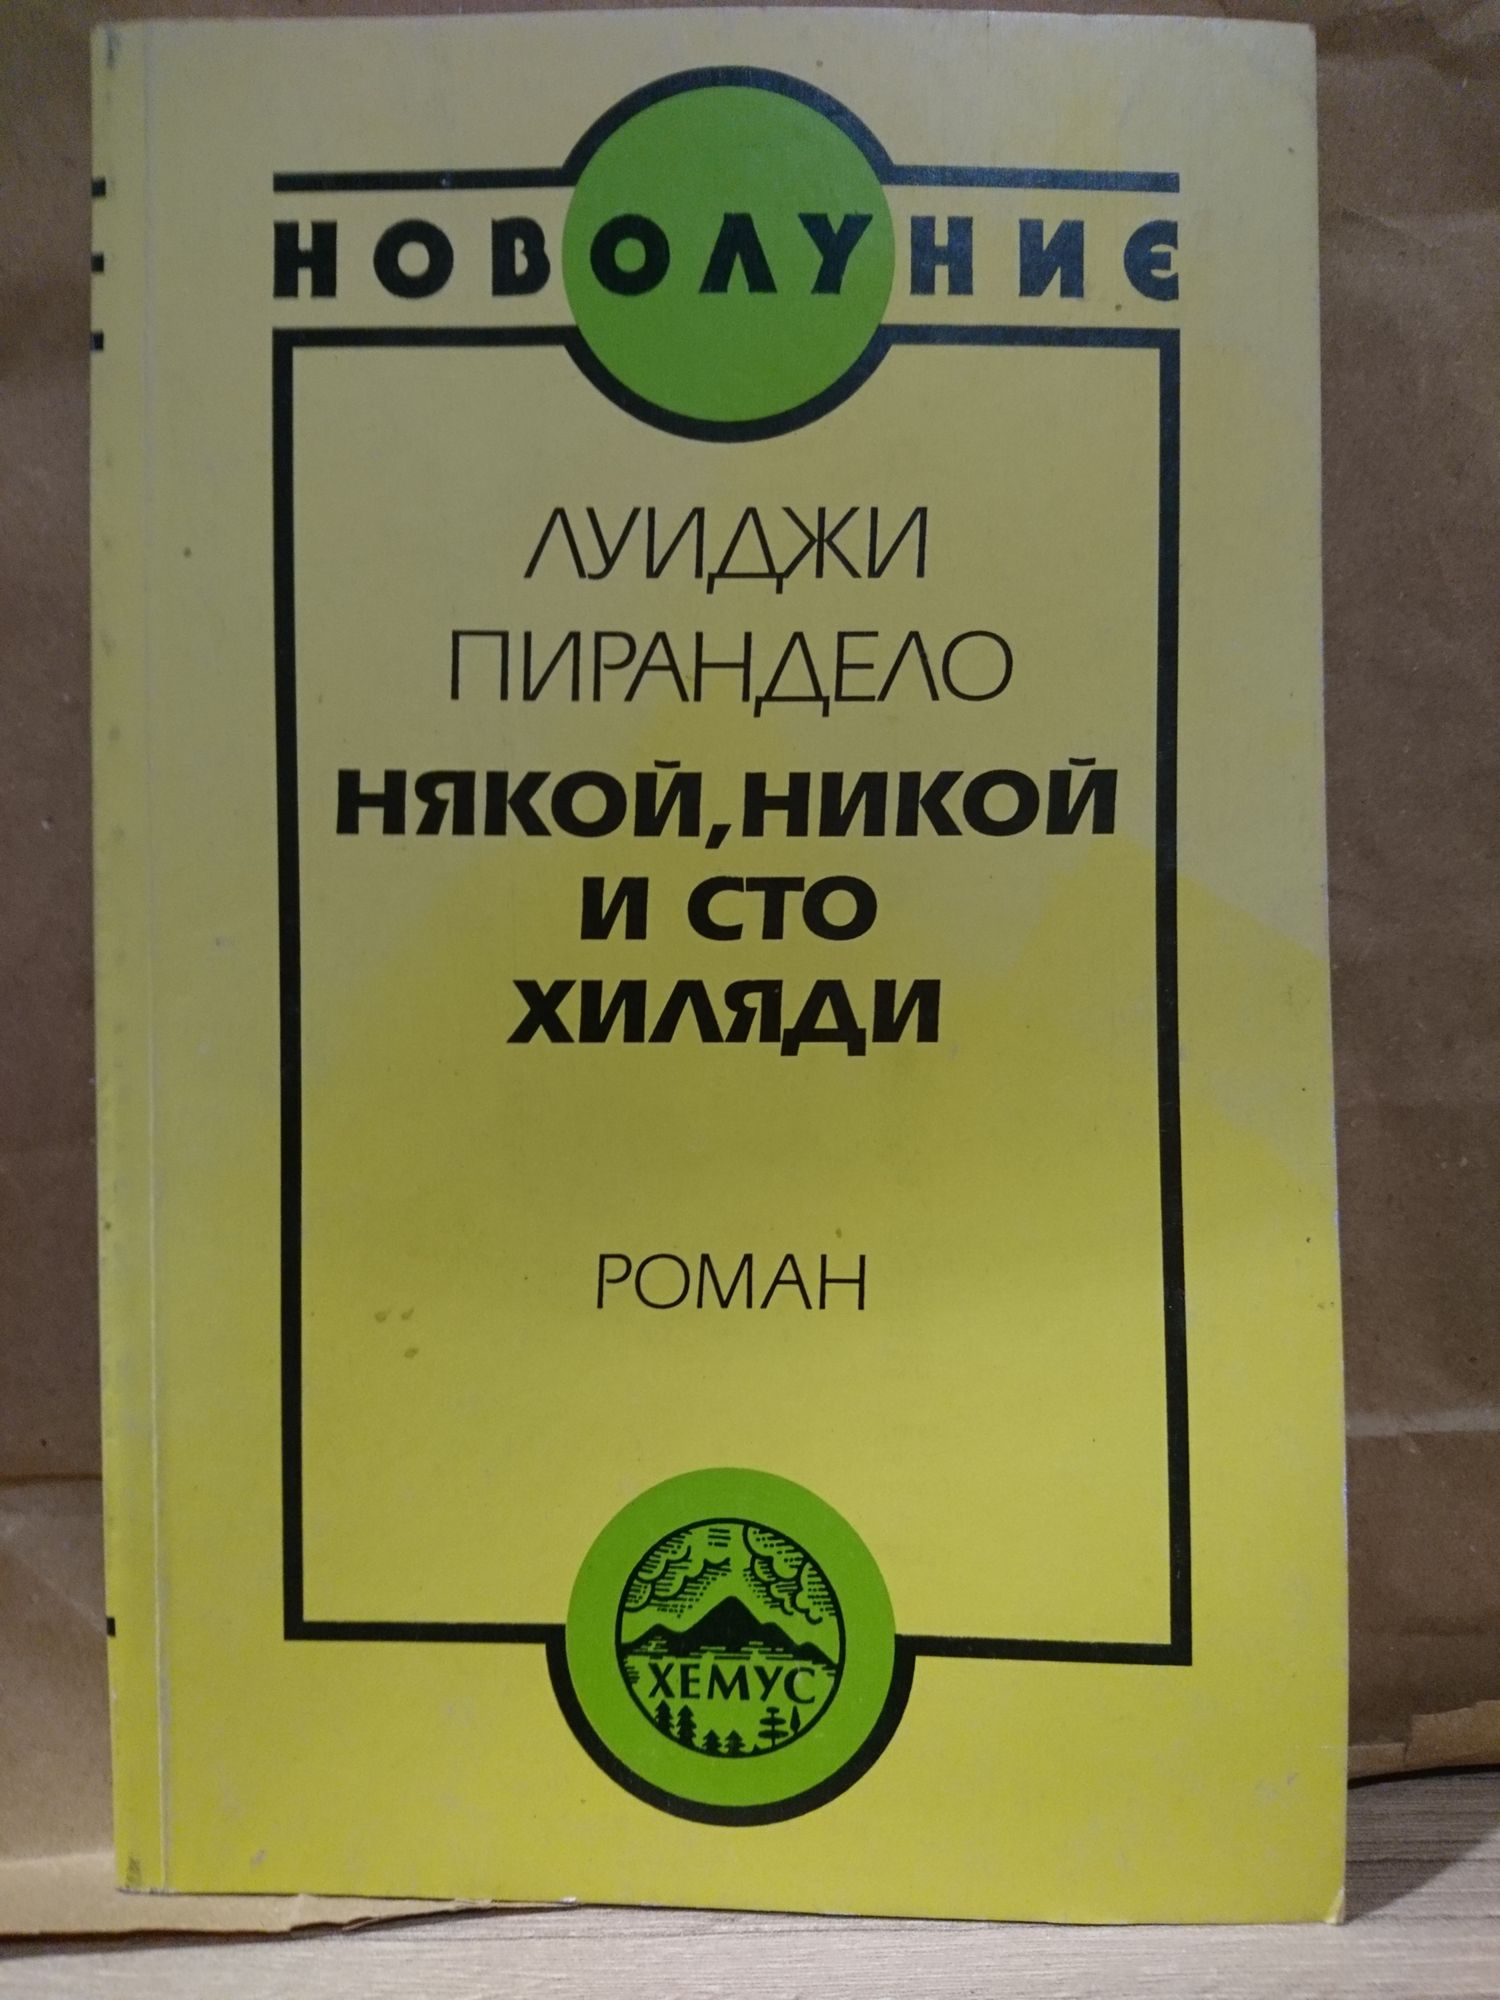 НОВОЛУНИЕ
ЛУИДЖИ
ПИРАНДЕЛО
НЯКОЙ, НИКОЙ
И СТО
ХИЛЯДИ
РОМАН
ХЕМУС